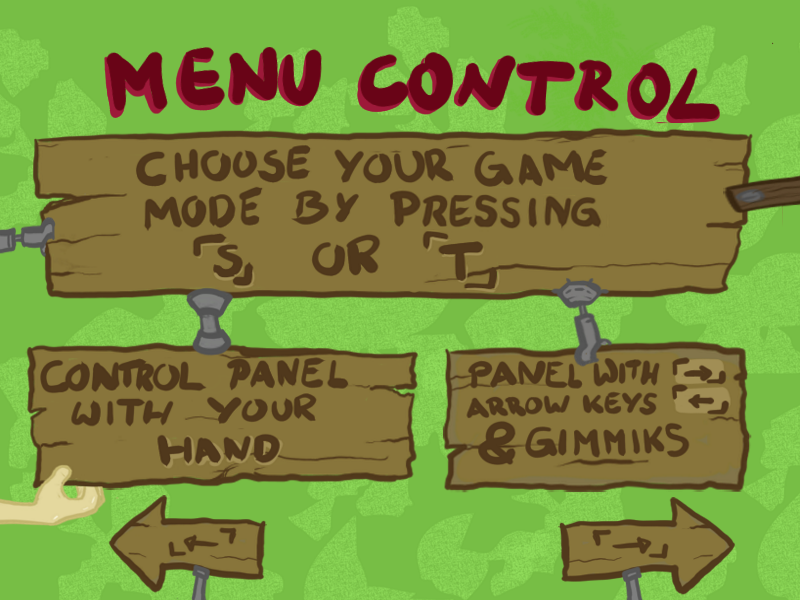 MENU CONTROL
CHOOSE YOUR GAME
MODE BY PRESSING
「S」 OR 「T」
CONTROL PANEL
WITH YOUR
HAND
PANEL WITH 「→」
ARROW KEYS 「←」
& GIMMIKS
「←」
「→」